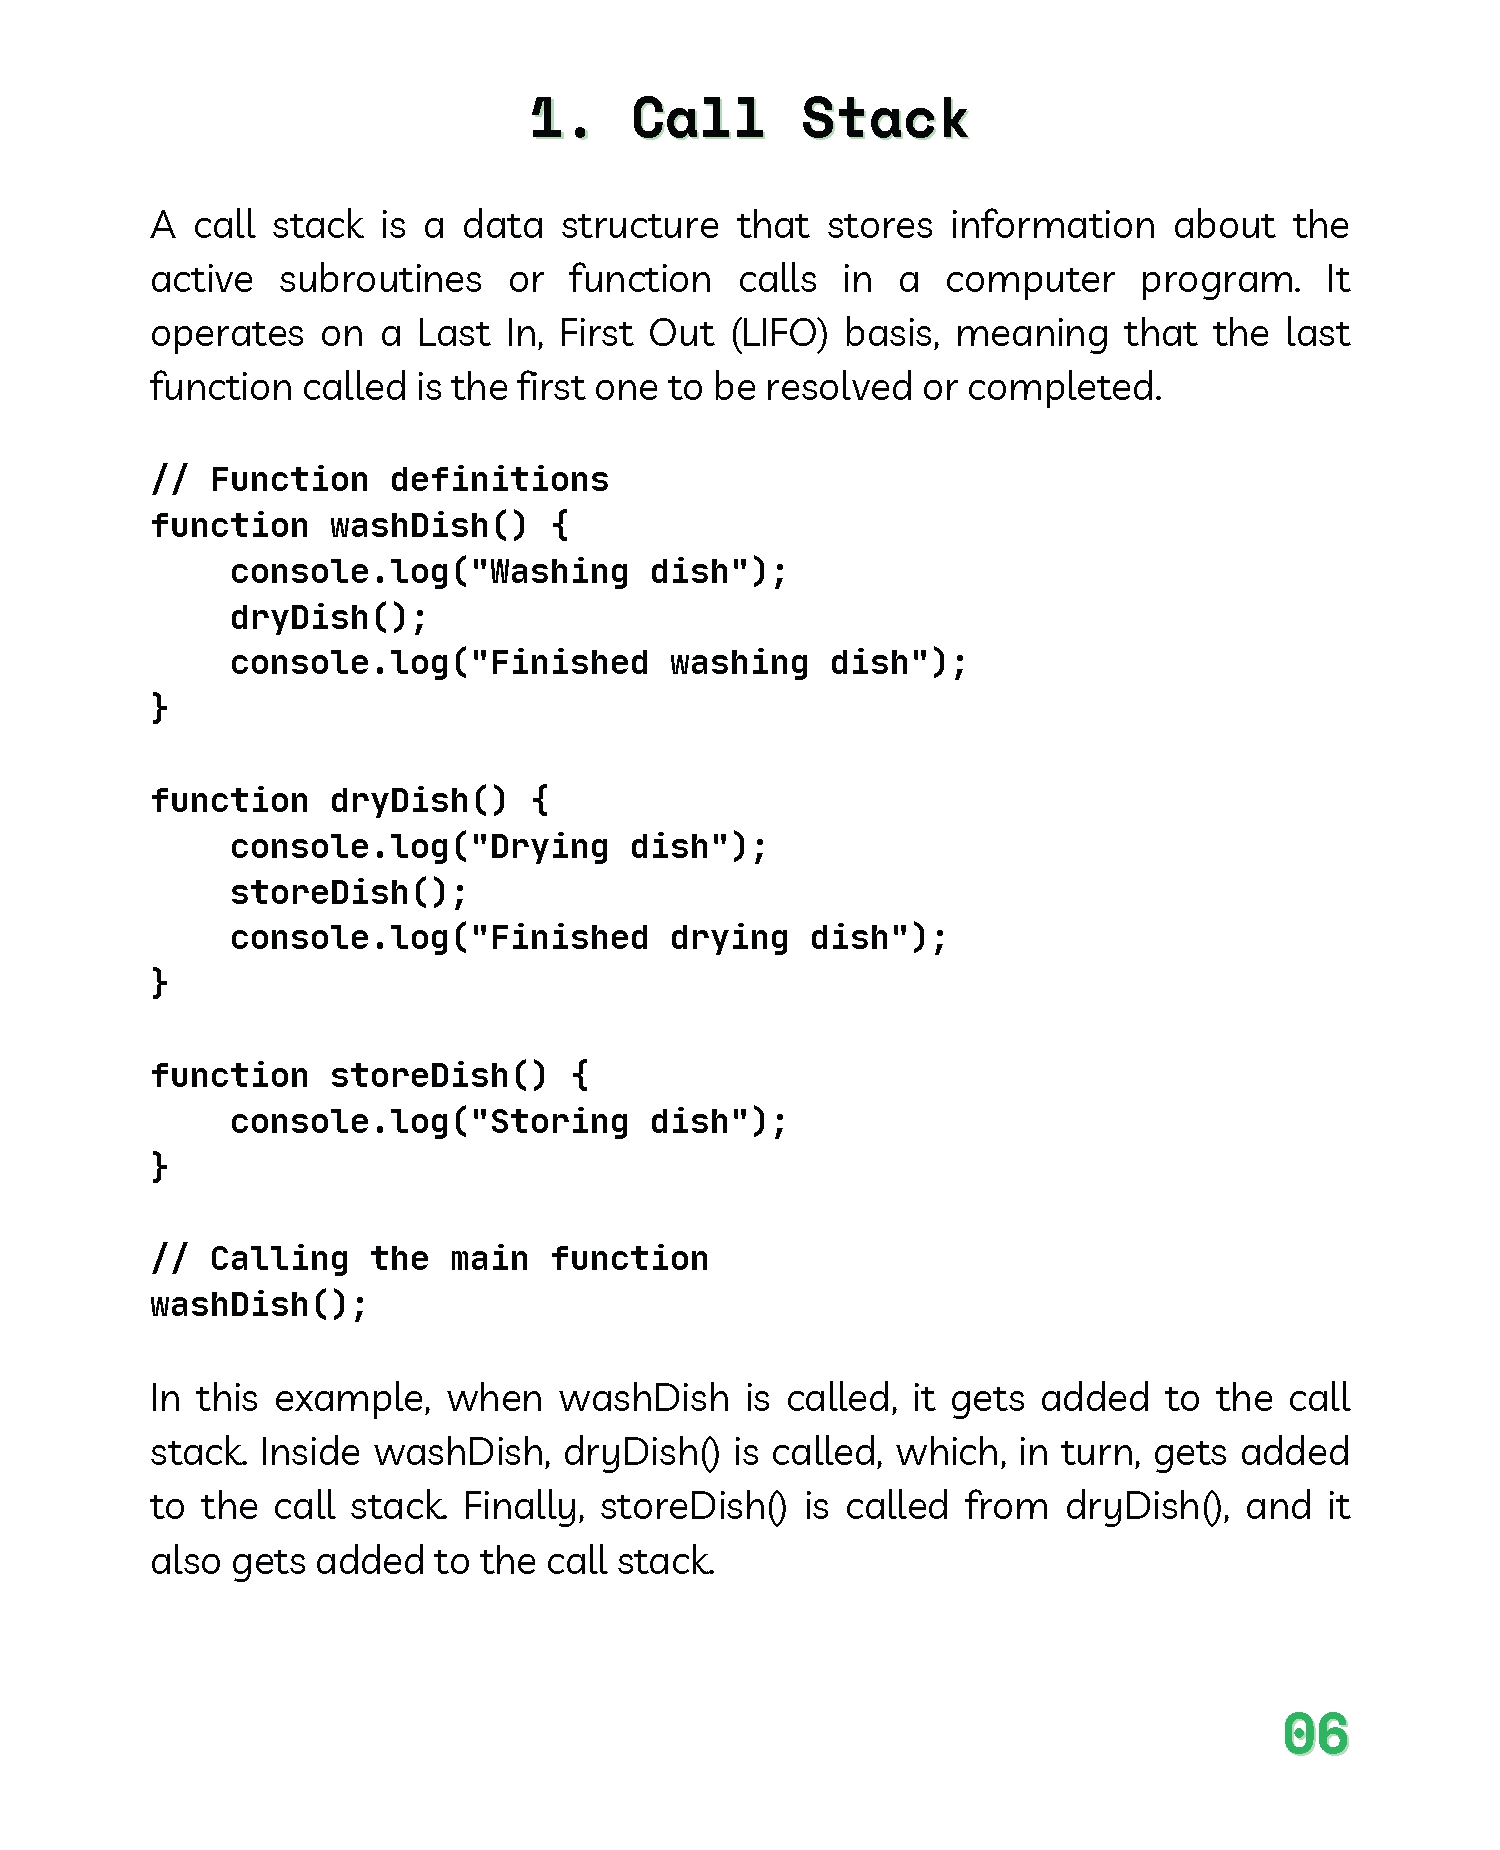 1. Call Stack
A call stack is a data structure that stores information about the
active subroutines or function calls in a computer program. It
operates on a Last In, First Out (LIFO) basis, meaning that the last
function called is the first one to be resolved or completed.
// Function definitions
function washDish() {
    console.log("Washing dish");
    dryDish();
    console.log("Finished washing dish");
}
function dryDish() {
    console.log("Drying dish");
    storeDish();
    console.log("Finished drying dish");
}
function storeDish() {
    console.log("Storing dish");
}
// Calling the main function
washDish();
In this example, when washDish is called, it gets added to the call
stack. Inside washDish, dryDish() is called, which, in turn, gets added
to the call stack. Finally, storeDish() is called from dryDish(), and it
also gets added to the call stack.
06